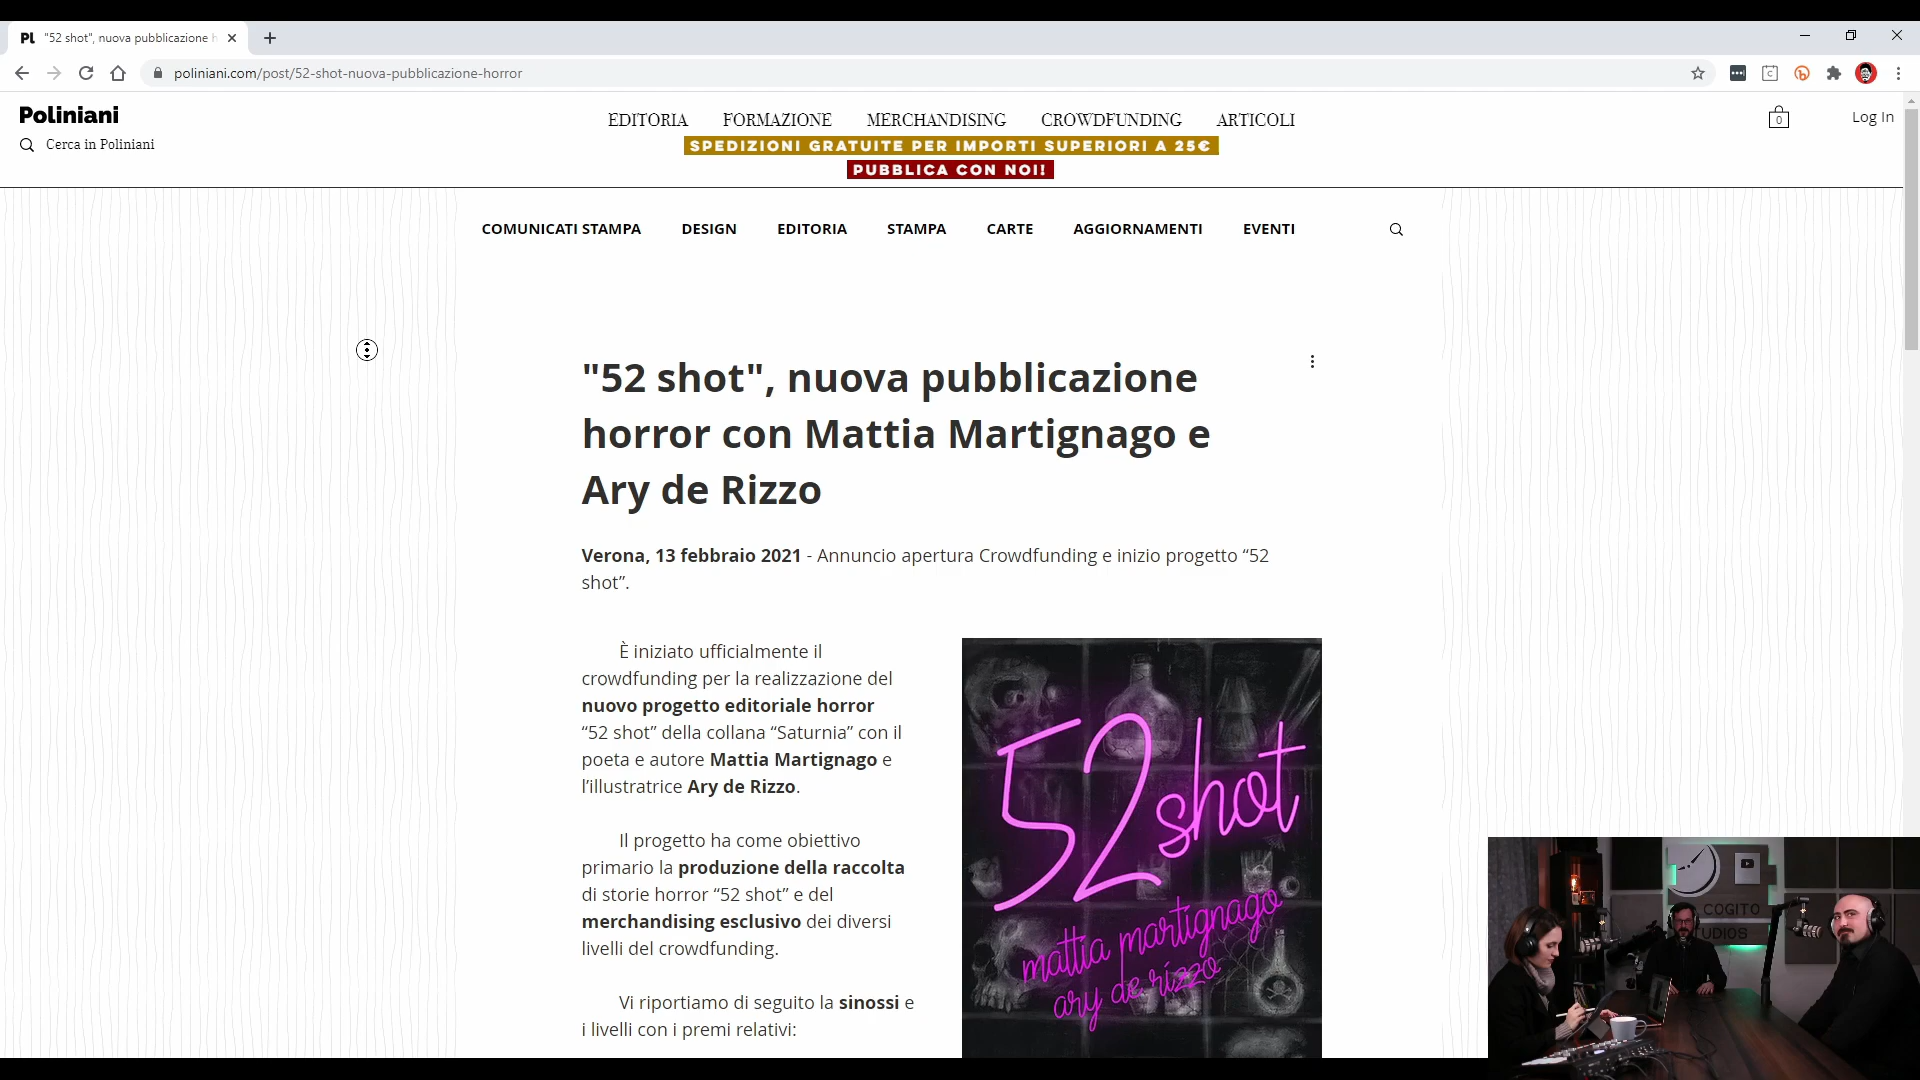 "52 shot", nuova pubblicazione h
poliniani.com/post/52-shot-nuova-pubblicazione-horror
Poliniani
Cerca in Poliniani
EDITORIA FORMAZIONE MERCHANDISING CROWDFUNDING ARTICOLI
SPEDIZIONI GRATUITE PER IMPORTI SUPERIORI A 25€
PUBBLICA CON NOI!
0
Log In
COMUNICATI STAMPA DESIGN EDITORIA STAMPA CARTE AGGIORNAMENTI EVENTI
"52 shot", nuova pubblicazione
horror con Mattia Martignago e
Ary de Rizzo
Verona, 13 febbraio 2021 - Annuncio apertura Crowdfunding e inizio progetto “52
shot”.
È iniziato ufficialmente il
crowdfunding per la realizzazione del
nuovo progetto editoriale horror
“52 shot” della collana “Saturnia” con il
poeta e autore Mattia Martignago e
l’illustratrice Ary de Rizzo.
Il progetto ha come obiettivo
primario la produzione della raccolta
di storie horror “52 shot” e del
merchandising esclusivo dei diversi
livelli del crowdfunding.
Vi riportiamo di seguito la sinossi e
i livelli con i premi relativi:
52 shot
mattia martignago
ary de rizzo
COGITO
UDIOS